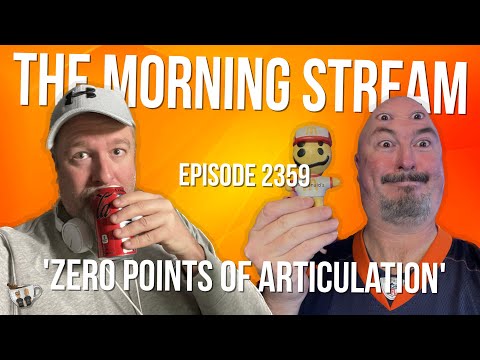 THE MORNING STREAM
EPISODE 2359
'ZERO POINTS OF ARTICULATION'